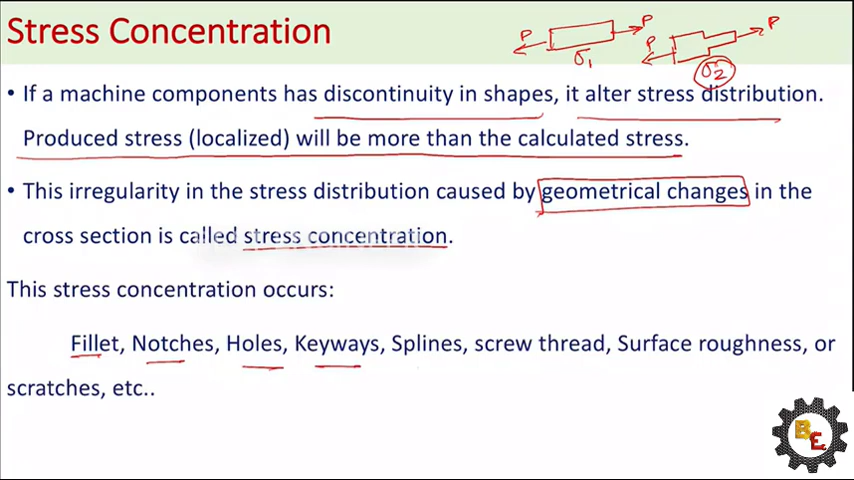 Stress Concentration
P P σ1
P P σ2
• If a machine components has discontinuity in shapes, it alter stress distribution.
Produced stress (localized) will be more than the calculated stress.
• This irregularity in the stress distribution caused by geometrical changes in the
cross section is called stress concentration.
This stress concentration occurs:
Fillet, Notches, Holes, Keyways, Splines, screw thread, Surface roughness, or
scratches, etc..
BE